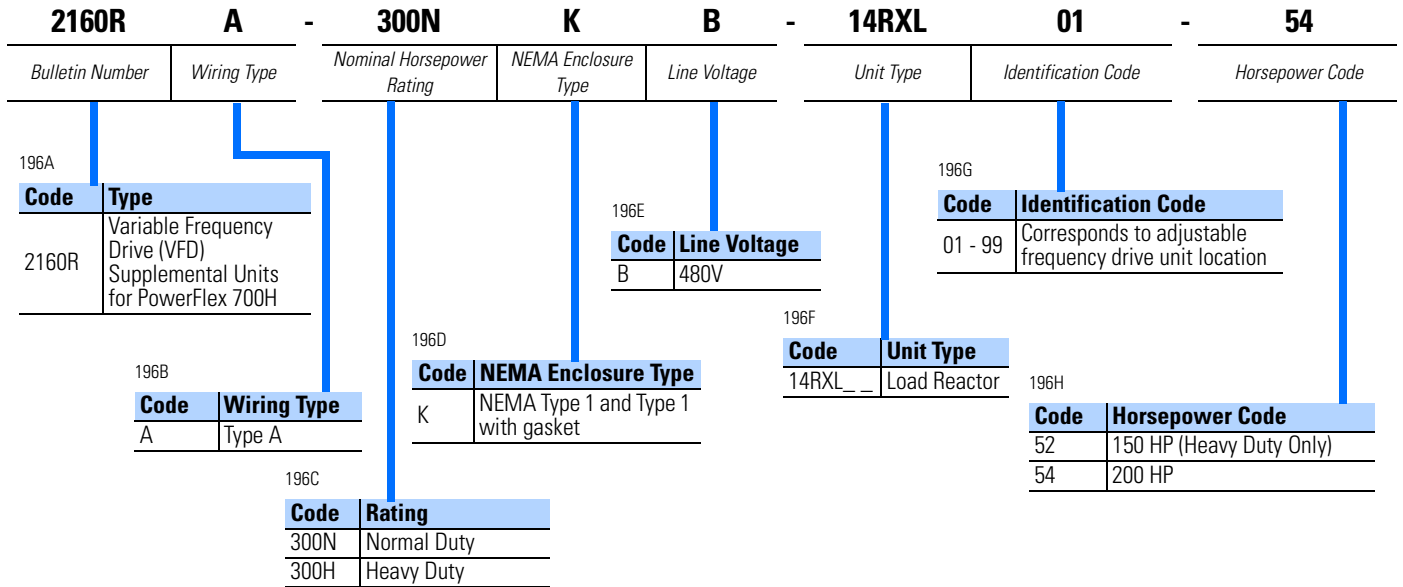 2160R A - 300N K B - 14RXL 01 - 54
Bulletin Number
Wiring Type
Nominal Horsepower
Rating
NEMA Enclosure
Type
Line Voltage
Unit Type
Identification Code
Horsepower Code
196A
Code Type
2160R
Variable Frequency
Drive (VFD)
Supplemental Units
for PowerFlex 700H
196B
Code Wiring Type
A Type A
196C
Code Rating
300N Normal Duty
300H Heavy Duty
196D
Code NEMA Enclosure Type
K
NEMA Type 1 and Type 1
with gasket
196E
Code Line Voltage
B 480V
196F
Code Unit Type
14RXL_ _ Load Reactor
196G
Code Identification Code
01 - 99
Corresponds to adjustable
frequency drive unit location
196H
Code Horsepower Code
52 150 HP (Heavy Duty Only)
54 200 HP